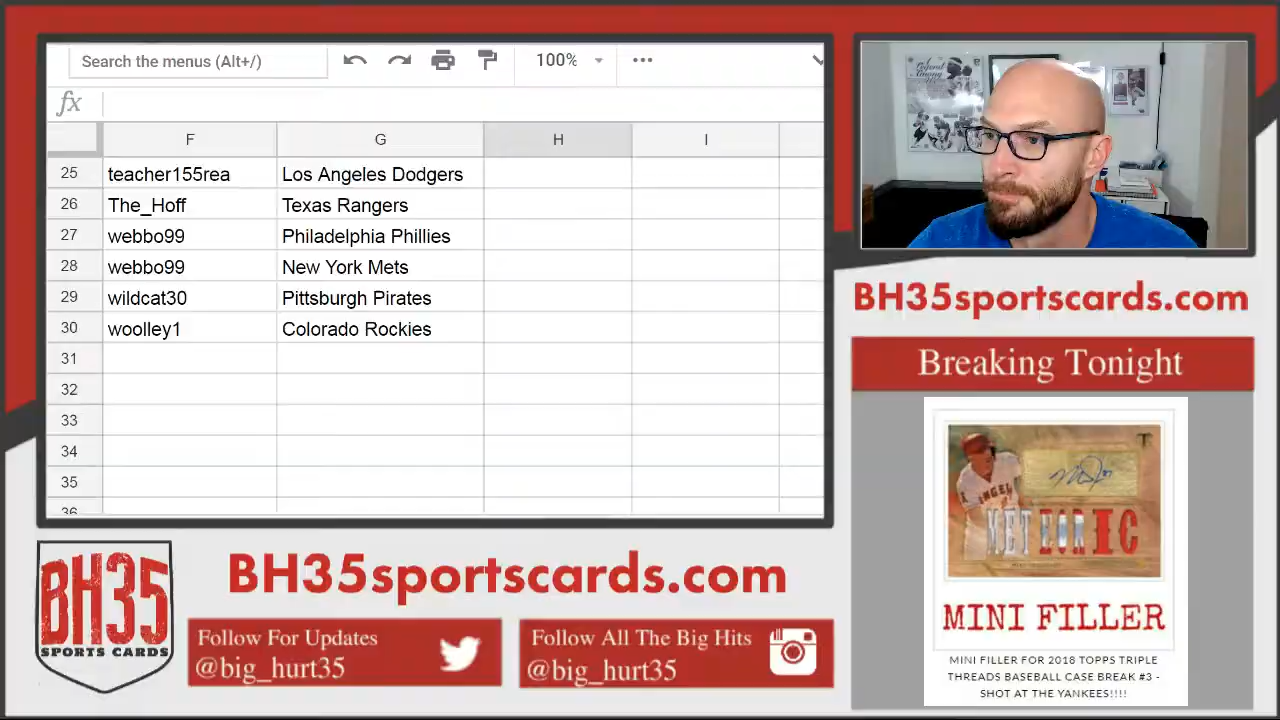 Search the menus (Alt+/)
100%
fx
F G H I
25 teacher155rea Los Angeles Dodgers
26 The_Hoff Texas Rangers
27 webbo99 Philadelphia Phillies
28 webbo99 New York Mets
29 wildcat30 Pittsburgh Pirates
30 woolley1 Colorado Rockies
31
32
33
34
35
36
BH35sportscards.com
Breaking Tonight
ANGELS
MINI FILLER
MINI FILLER FOR 2018 TOPPS TRIPLE
THREADS BASEBALL CASE BREAK #3 -
SHOT AT THE YANKEES!!!!
BH35
SPORTS CARDS
BH35sportscards.com
Follow For Updates
@big_hurt35
Follow All The Big Hits
@big_hurt35